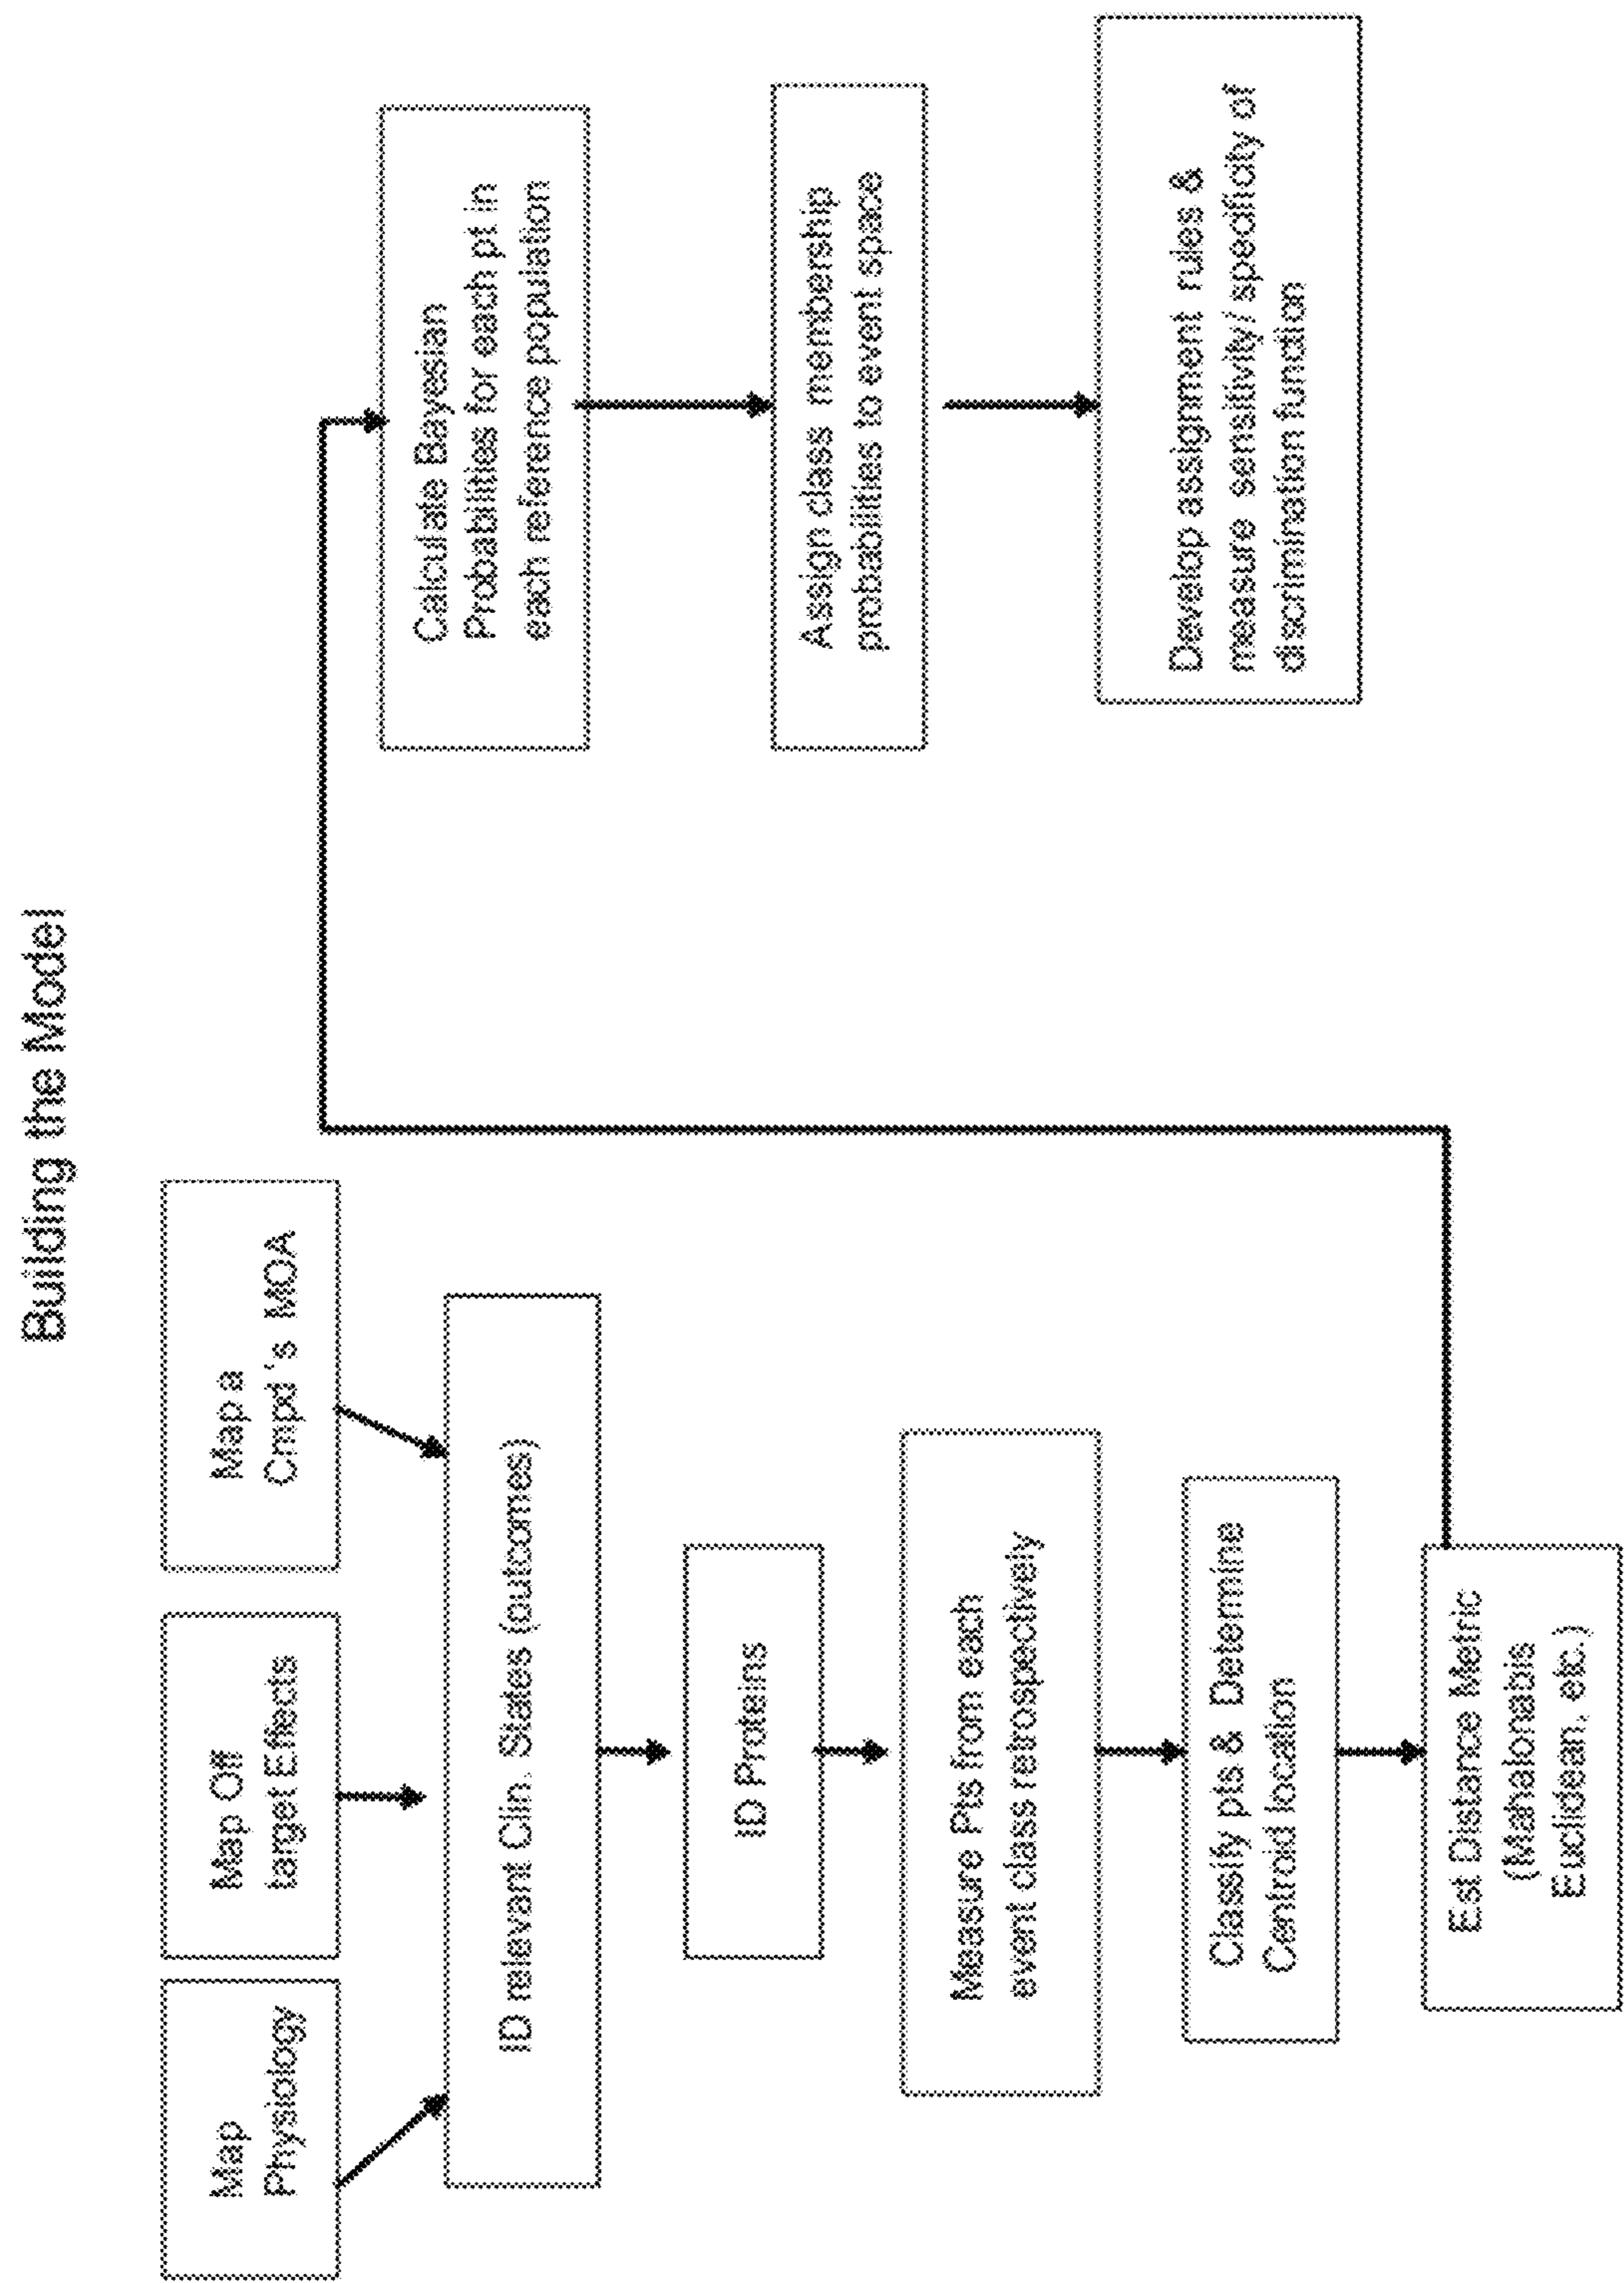 Building the Model
Map
Physiology
Map Off
target Effects
Map a
Cmpd's MOA
ID relevant Clin. States (outcomes)
ID Proteins
Measure Pts from each
event class retrospectively
Classify pts & Determine
Centroid location
Est Distance Metric
(Mahalonabis
Euclidean, etc.)
Calculate Bayesian
Probabilities for each pt in
each reference population
Assign class membership
probabilities to event space
Develop assignment rules &
measure sensitivity/ specificity of
discrimination function